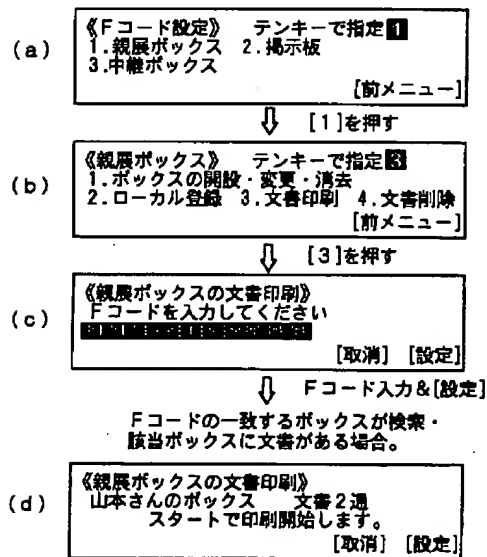 (a)
《Fコード設定》 テンキーで指定1
1.親展ボックス 2.掲示板
3.中継ボックス
[前メニュー]
[1]を押す
(b)
《親展ボックス》 テンキーで指定3
1.ボックスの開設・変更・消去
2.ローカル登録 3.文書印刷 4.文書削除
[前メニュー]
[3]を押す
(c)
《親展ボックスの文書印刷》
Fコードを入力してください
[取消] [設定]
Fコード入力&[設定]
Fコードの一致するボックスが検索・
該当ボックスに文書がある場合。
(d)
《親展ボックスの文書印刷》
山本さんのボックス 文書2通
スタートで印刷開始します。
[取消] [設定]